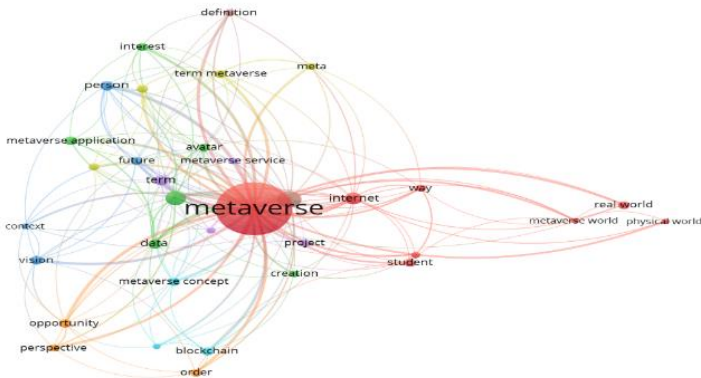 definition
interest
term metaverse
meta
person
metaverse application
avatar
future
metaverse service
term
metaverse
internet
way
real world
metaverse world
physical world
context
data
project
vision
student
metaverse concept
creation
opportunity
perspective
blockchain
order